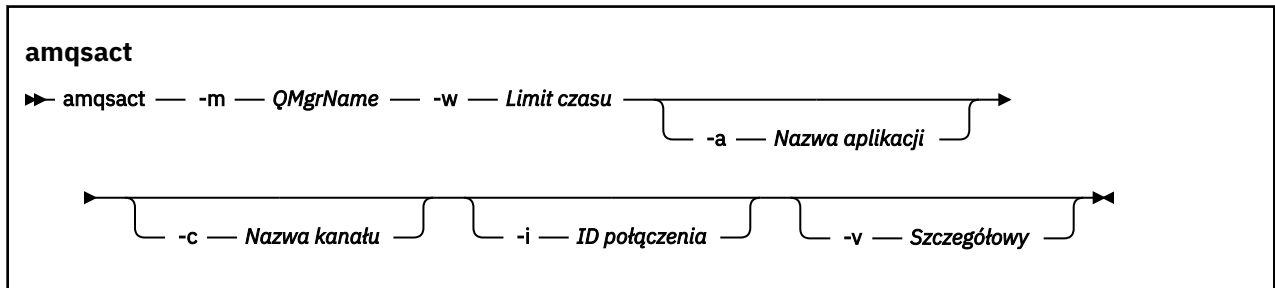 amqsact
amqsact -m QMgrName -w Limit czasu
-a Nazwa aplikacji
-c Nazwa kanału -i ID połączenia -v Szczegółowy